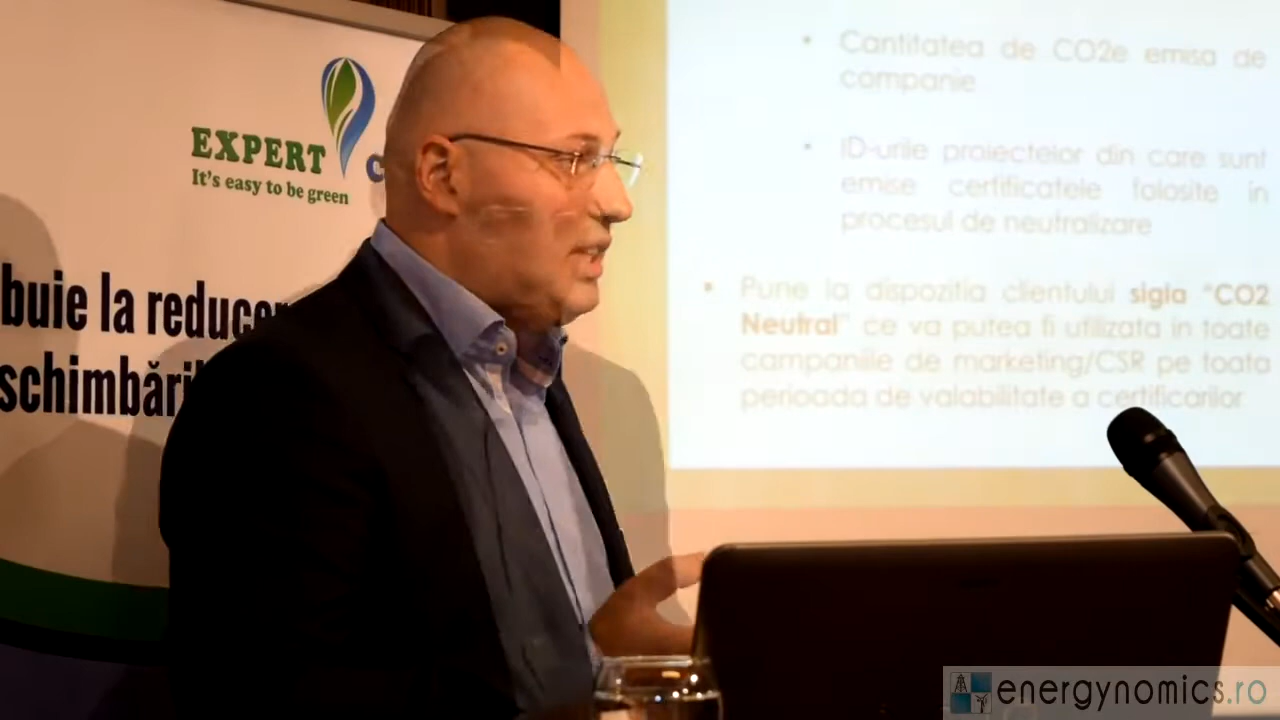 EXPERT
It's easy to be green
buie la reducer
schimbări
• Cantitatea de CO2e emisa de
companie
• ID-urile proiectelor din care sunt
emise certificatele folosite in
procesul de neutralizare
• Pune la dispozitia clientului sigla "CO2
Neutral" ce va putea fi utilizata in toate
campaniile de marketing/CSR pe toata
perioada de valabilitate a certificarilor
energynomics.ro